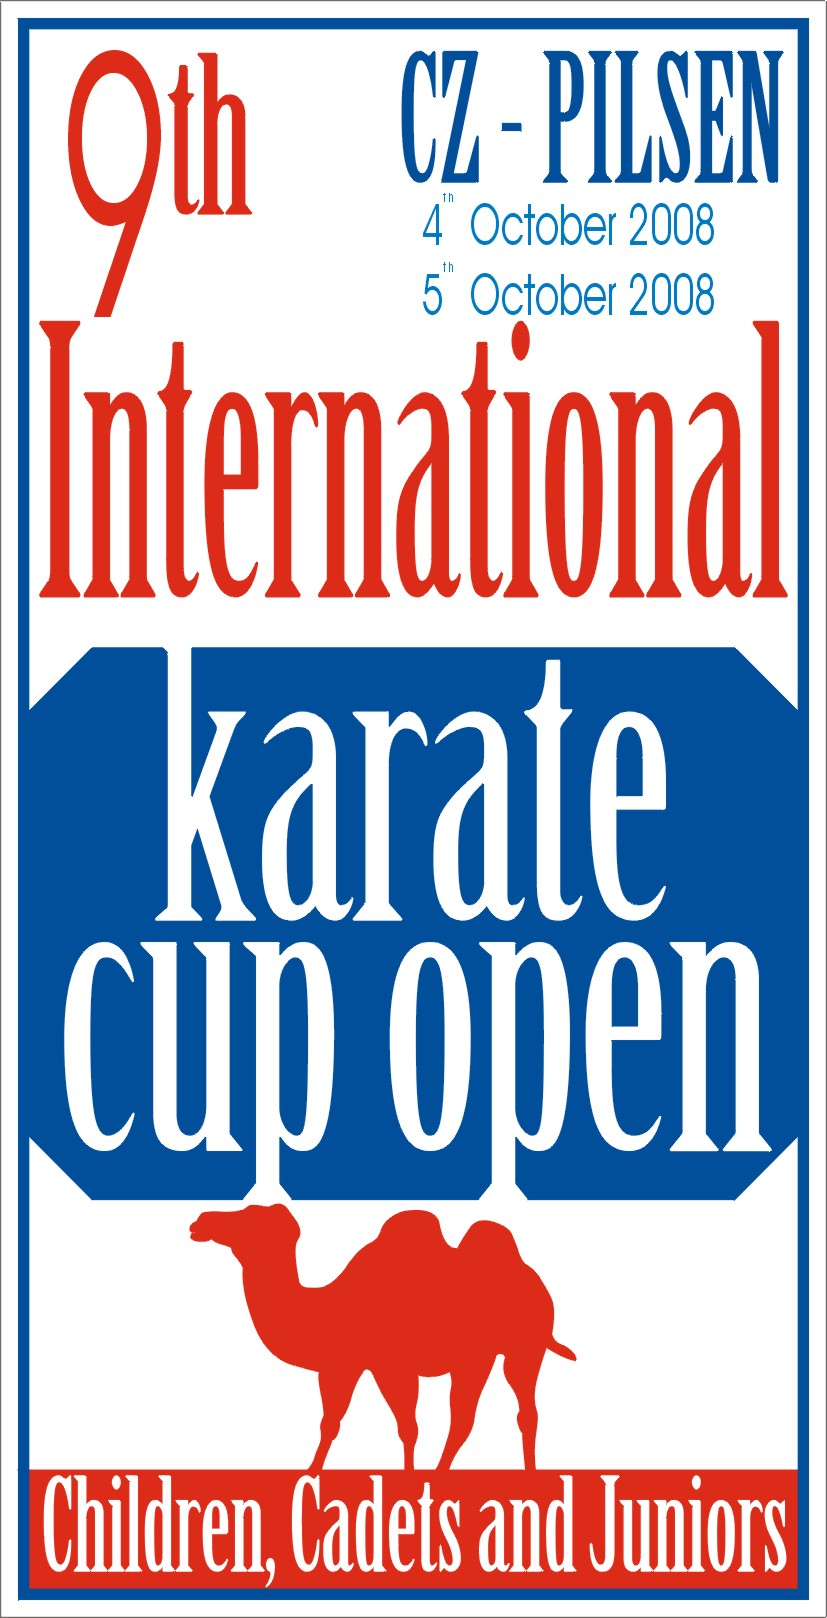 9th
CZ - PILSEN
4th October 2008
5th October 2008
International
karate
cup open
Children, Cadets and Juniors